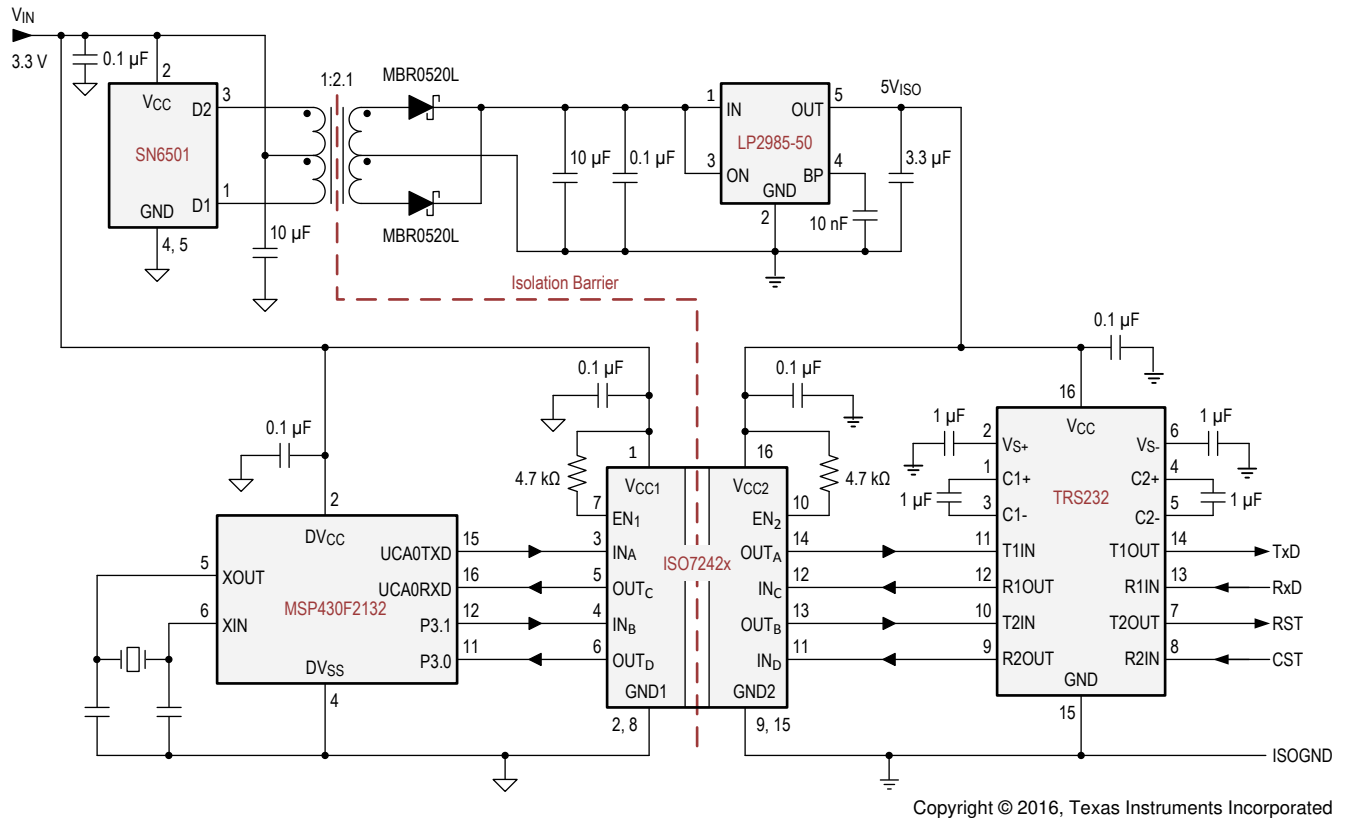 VIN
3.3 V
0.1 µF
2
VCC
D2
3
SN6501
D1
1
GND
4, 5
10 µF
1:2.1
MBR0520L
MBR0520L
10 µF
0.1 µF
1
IN
OUT
5
LP2985-50
3
ON
BP
4
GND
2
10 nF
5VISO
3.3 µF
Isolation Barrier
0.1 µF
0.1 µF
0.1 µF
0.1 µF
4.7 kΩ
4.7 kΩ
2
DVCC
5
XOUT
6
XIN
MSP430F2132
UCA0TXD
15
UCA0RXD
16
P3.1
12
P3.0
11
DVSS
4
1
VCC1
7
EN1
3
INA
5
OUTC
4
INB
6
OUTD
GND1
2, 8
ISO7242x
16
VCC2
10
EN2
14
OUTA
12
INC
13
OUTB
11
IND
GND2
9, 15
16
VCC
1 µF
2
VS+
VS-
6
1 µF
1
C1+
C2+
4
1 µF
3
C1-
C2-
5
1 µF
TRS232
11
T1IN
T1OUT
14
TxD
12
R1OUT
R1IN
13
RxD
10
T2IN
T2OUT
7
RST
9
R2OUT
R2IN
8
CST
GND
15
ISOGND
Copyright © 2016, Texas Instruments Incorporated